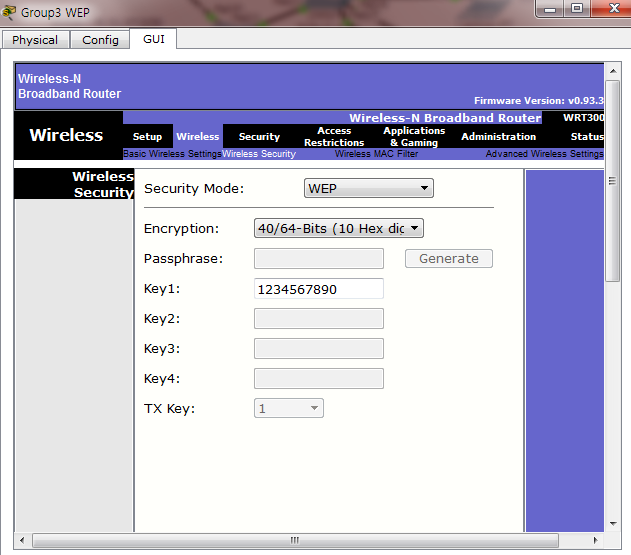 Group3 WEP
Physical Config GUI
Wireless-N
Broadband Router
Firmware Version: v0.93.3
Wireless-N Broadband Router WRT300
Wireless
Setup Wireless Security Access Restrictions Applications & Gaming Administration Status
Basic Wireless Settings Wireless Security Wireless MAC Filter Advanced Wireless Settings
Wireless
Security
Security Mode: WEP
Encryption: 40/64-Bits (10 Hex dig
Passphrase: Generate
Key1: 1234567890
Key2:
Key3:
Key4:
TX Key: 1